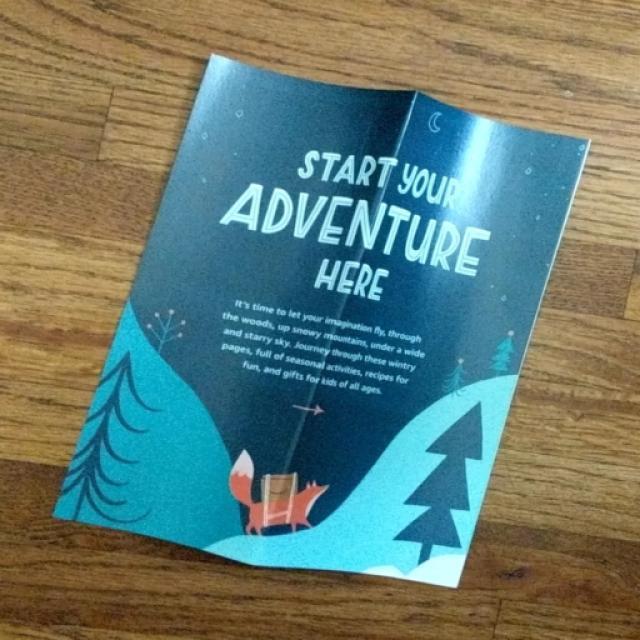 START YOUR
ADVENTURE
HERE
It's time to let your imagination fly, through
the woods, up snowy mountains, under a wide
and starry sky. Journey through these wintry
pages, full of seasonal activities, recipes for
fun, and gifts for kids of all ages.